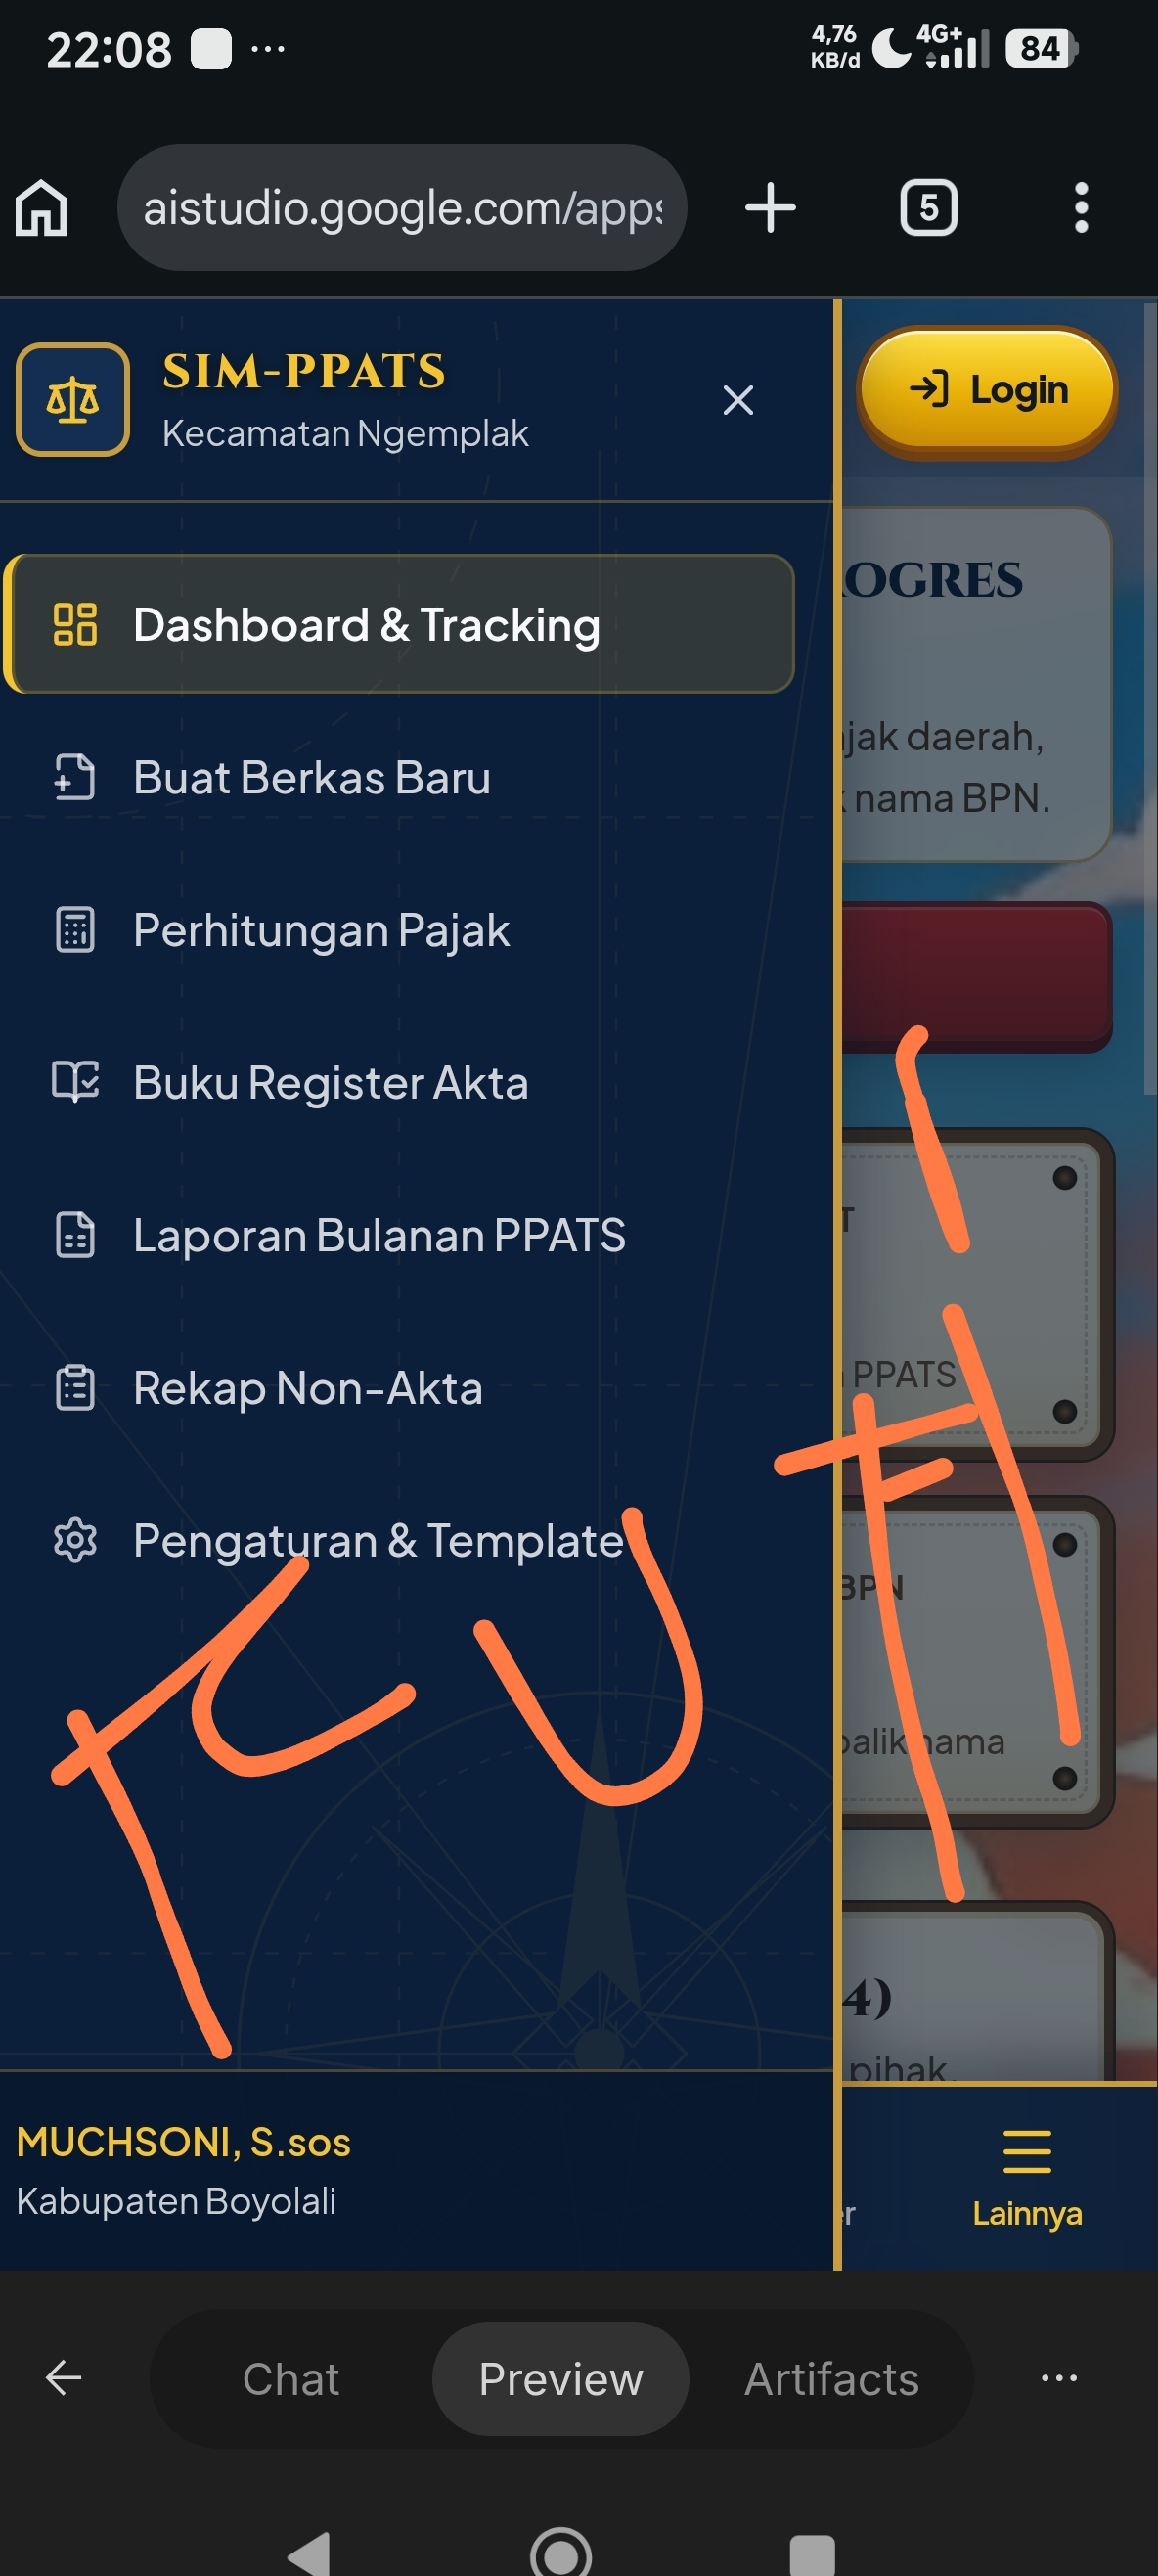 22:08
4,76 KB/d 4G+ 84
aistudio.google.com/apps
5
SIM-PPATS
Kecamatan Ngemplak
Login
Dashboard & Tracking
Buat Berkas Baru
Perhitungan Pajak
Buku Register Akta
Laporan Bulanan PPATS
Rekap Non-Akta
Pengaturan & Template
OGRES
jak daerah,
nama BPN.
PPATS
BPN
balik nama
4)
pihak.
MUCHSONI, S.sos
Kabupaten Boyolali
Lainnya
Chat
Preview
Artifacts